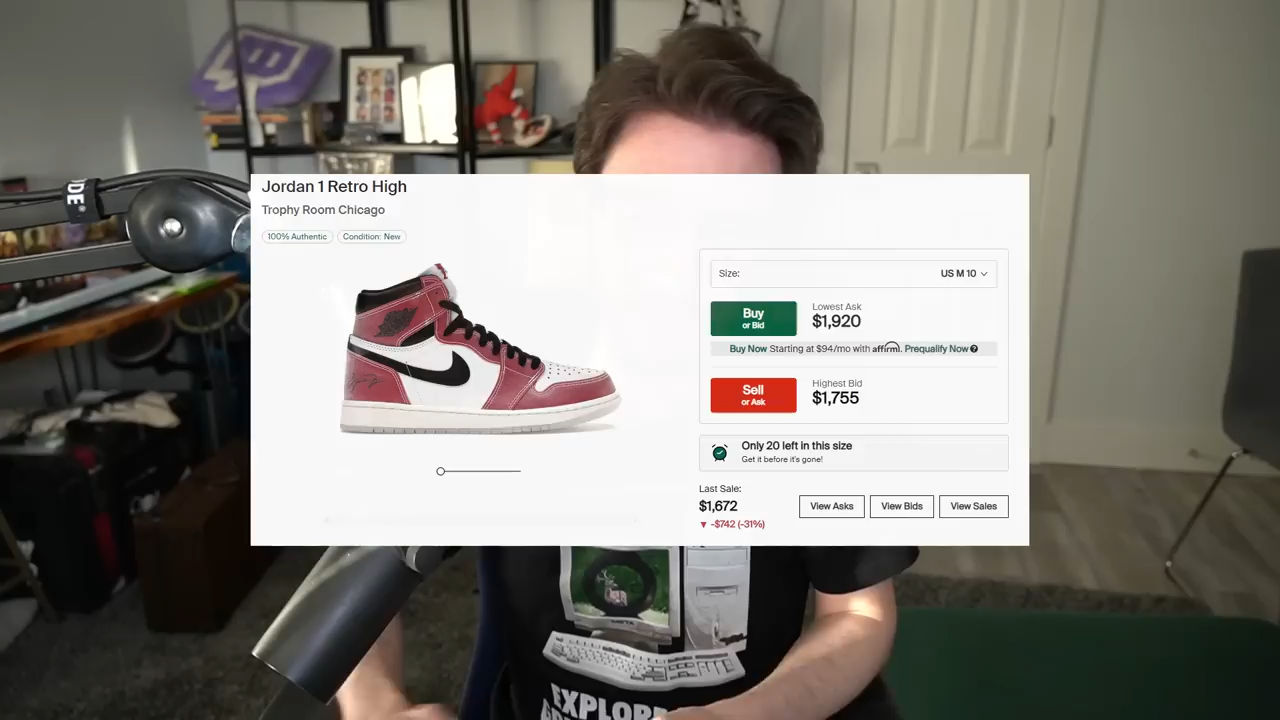 DE
Jordan 1 Retro High
Trophy Room Chicago
100% Authentic
Condition: New
Size:
US M 10
Buy
or Bid
Lowest Ask
$1,920
Buy Now Starting at $94/mo with affirm. Prequalify Now
Sell
or Ask
Highest Bid
$1,755
Only 20 left in this size
Get it before it's gone!
Last Sale:
$1,672
▼ -$742 (-31%)
View Asks
View Bids
View Sales
EXPLORE